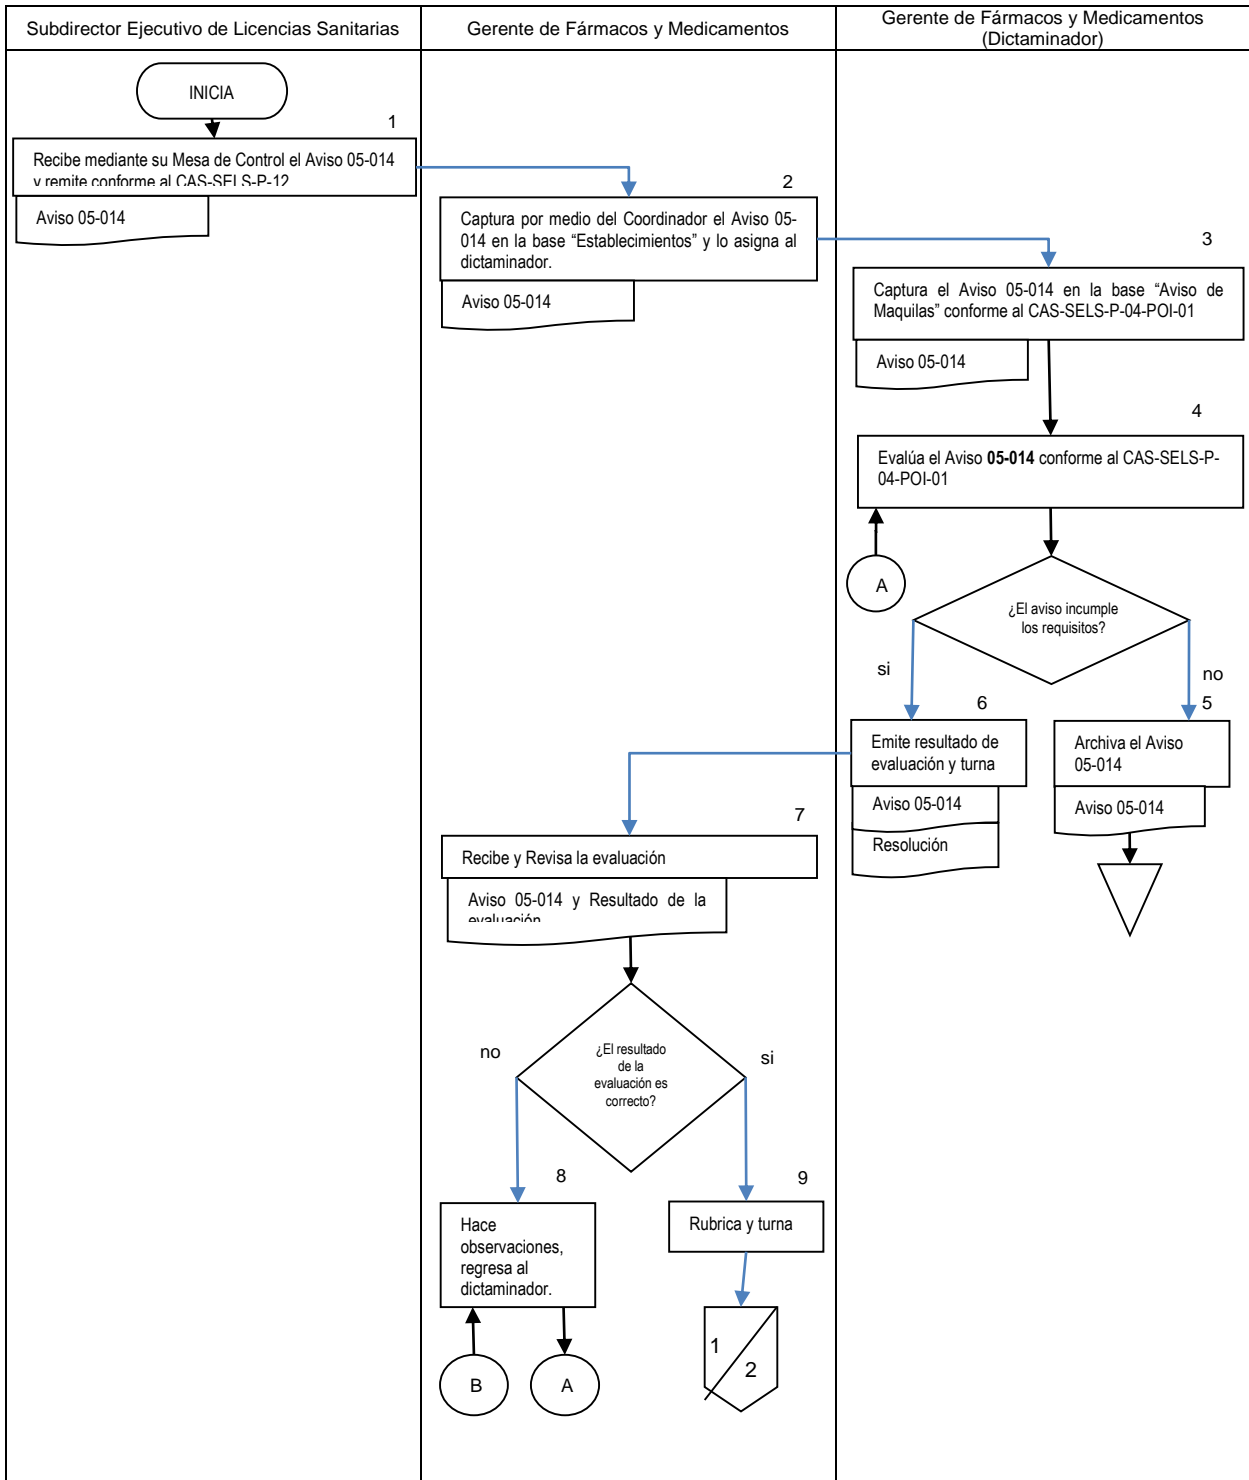 Subdirector Ejecutivo de Licencias Sanitarias
Gerente de Fármacos y Medicamentos
Gerente de Fármacos y Medicamentos
(Dictaminador)
INICIA
1
Recibe mediante su Mesa de Control el Aviso 05-014
y remite conforme al CAS-SELS-P-12
Aviso 05-014
2
Captura por medio del Coordinador el Aviso 05-
014 en la base “Establecimientos” y lo asigna al
dictaminador.
Aviso 05-014
3
Captura el Aviso 05-014 en la base “Aviso de
Maquilas” conforme al CAS-SELS-P-04-POI-01
Aviso 05-014
4
Evalúa el Aviso 05-014 conforme al CAS-SELS-P-
04-POI-01
A
¿El aviso incumple
los requisitos?
si
no
6
Emite resultado de
evaluación y turna
Aviso 05-014
Resolución
5
Archiva el Aviso
05-014
Aviso 05-014
7
Recibe y Revisa la evaluación
Aviso 05-014 y Resultado de la
evaluación
¿El resultado
de la
evaluación es
correcto?
no
si
8
Hace
observaciones,
regresa al
dictaminador.
B
A
9
Rubrica y turna
1
2